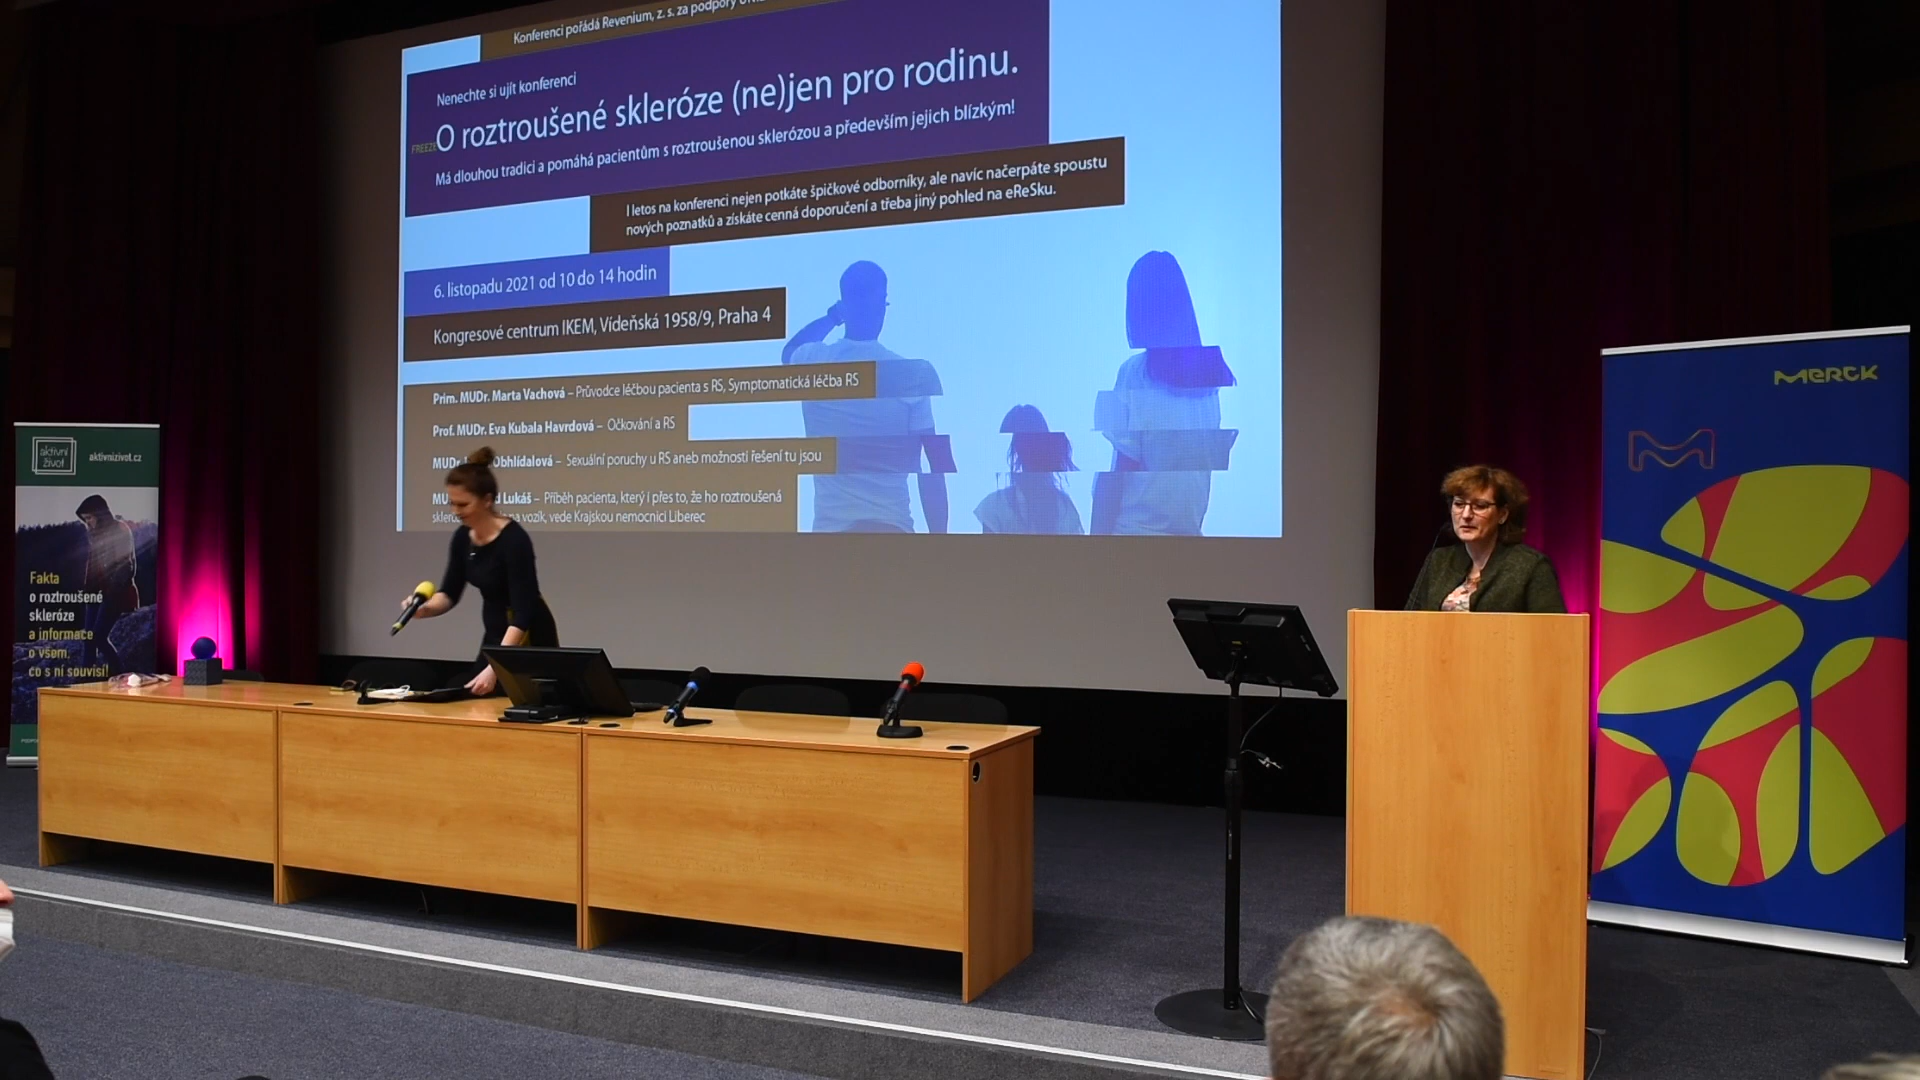 Konferenci pořádá Revenium, z. s. za podpory
Nenechte si ujít konferenci
O roztroušené skleróze (ne)jen pro rodinu.
FREEZE
Má dlouhou tradici a pomáhá pacientům s roztroušenou sklerózou a především jejich blízkým!
I letos na konferenci nejen potkáte špičkové odborníky, ale navíc načerpáte spoustu
nových poznatků a získáte cenná doporučení a třeba jiný pohled na eReSku.
6. listopadu 2021 od 10 do 14 hodin
Kongresové centrum IKEM, Vídeňská 1958/9, Praha 4
Prim. MUDr. Marta Vachová – Průvodce léčbou pacienta s RS, Symptomatická léčba RS
Prof. MUDr. Eva Kubala Havrdová – Očkování a RS
Obhlídalová – Sexuální poruchy u RS aneb možnosti řešení tu jsou
Lukáš – Příběh pacienta, který i přes to, že ho roztroušená
na vozík, vede Krajskou nemocnici Liberec
aktivní
život
aktivnizivot.cz
Fakta
o roztroušené
skleróze
a informace
o všem,
co s ní souvisí!
MERCK
M